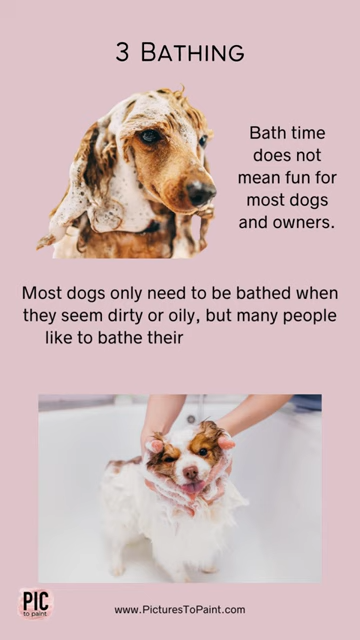 3 BATHING
Bath time
does not
mean fun for
most dogs
and owners.
Most dogs only need to be bathed when
they seem dirty or oily, but many people
like to bathe their
PIC
to paint
www.PicturesToPaint.com